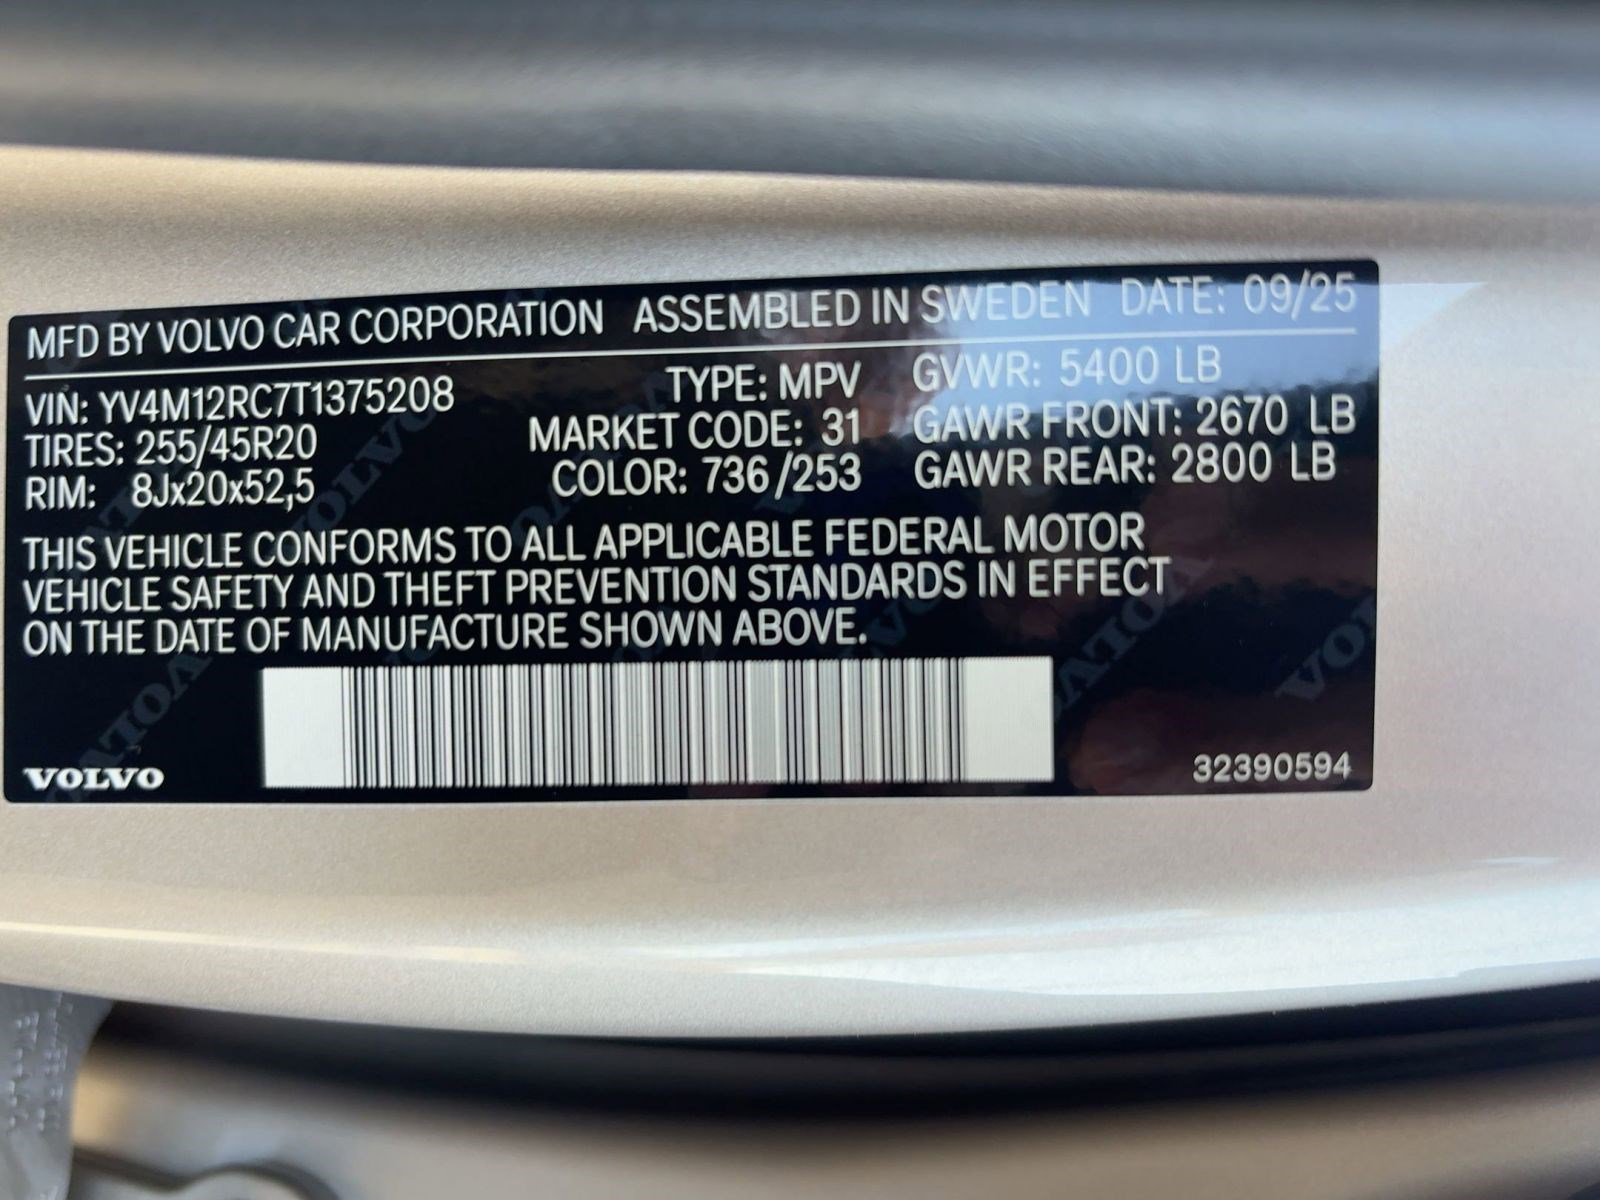 MFD BY VOLVO CAR CORPORATION ASSEMBLED IN SWEDEN DATE: 09/25
VIN: YV4M12RC7T1375208 TYPE: MPV GVWR: 5400 LB
TIRES: 255/45R20 MARKET CODE: 31 GAWR FRONT: 2670 LB
RIM: 8Jx20x52,5 COLOR: 736/253 GAWR REAR: 2800 LB
THIS VEHICLE CONFORMS TO ALL APPLICABLE FEDERAL MOTOR
VEHICLE SAFETY AND THEFT PREVENTION STANDARDS IN EFFECT
ON THE DATE OF MANUFACTURE SHOWN ABOVE.
VOLVO 32390594